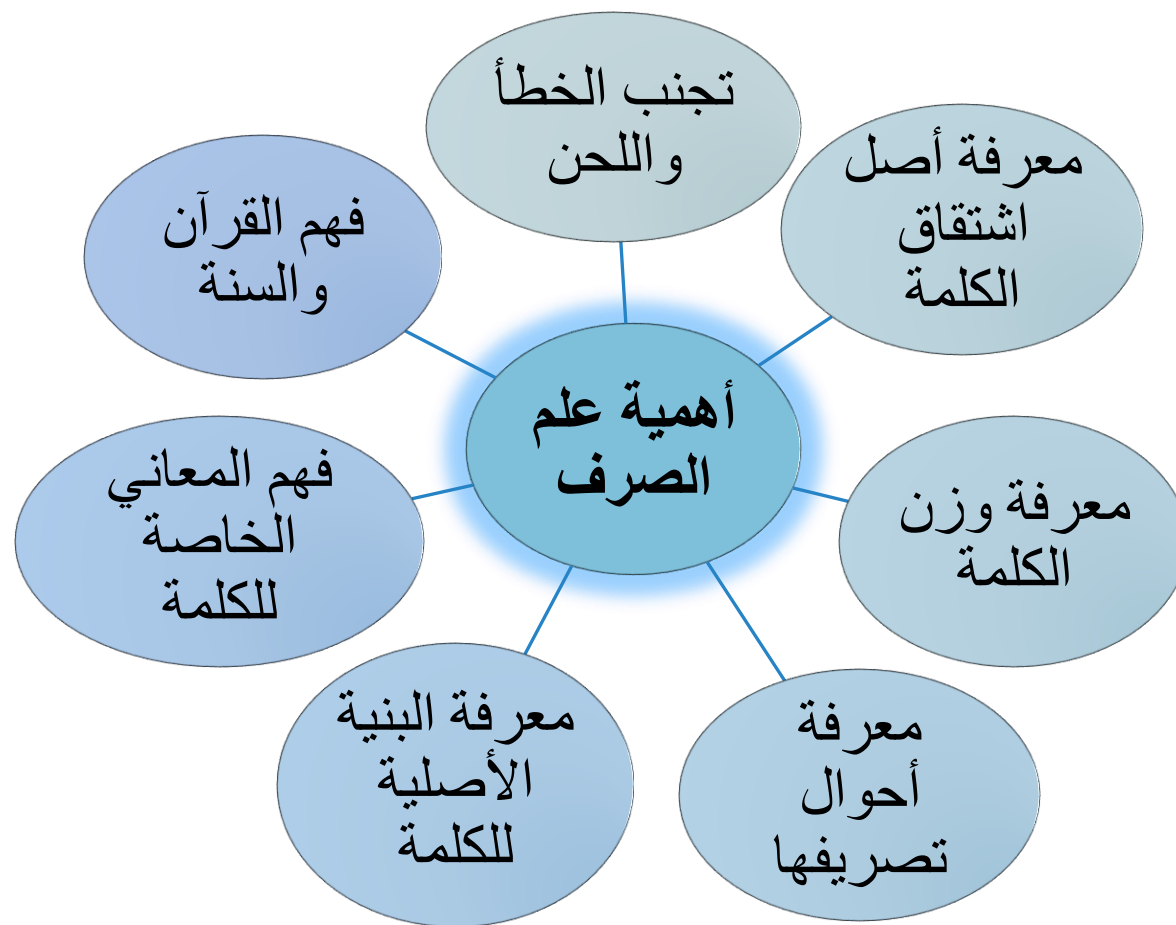 أهمية علم
الصرف
تجنب الخطأ
واللحن
معرفة أصل
اشتقاق
الكلمة
معرفة وزن
الكلمة
معرفة
أحوال
تصريفها
معرفة البنية
الأصلية
للكلمة
فهم المعاني
الخاصة
للكلمة
فهم القرآن
والسنة